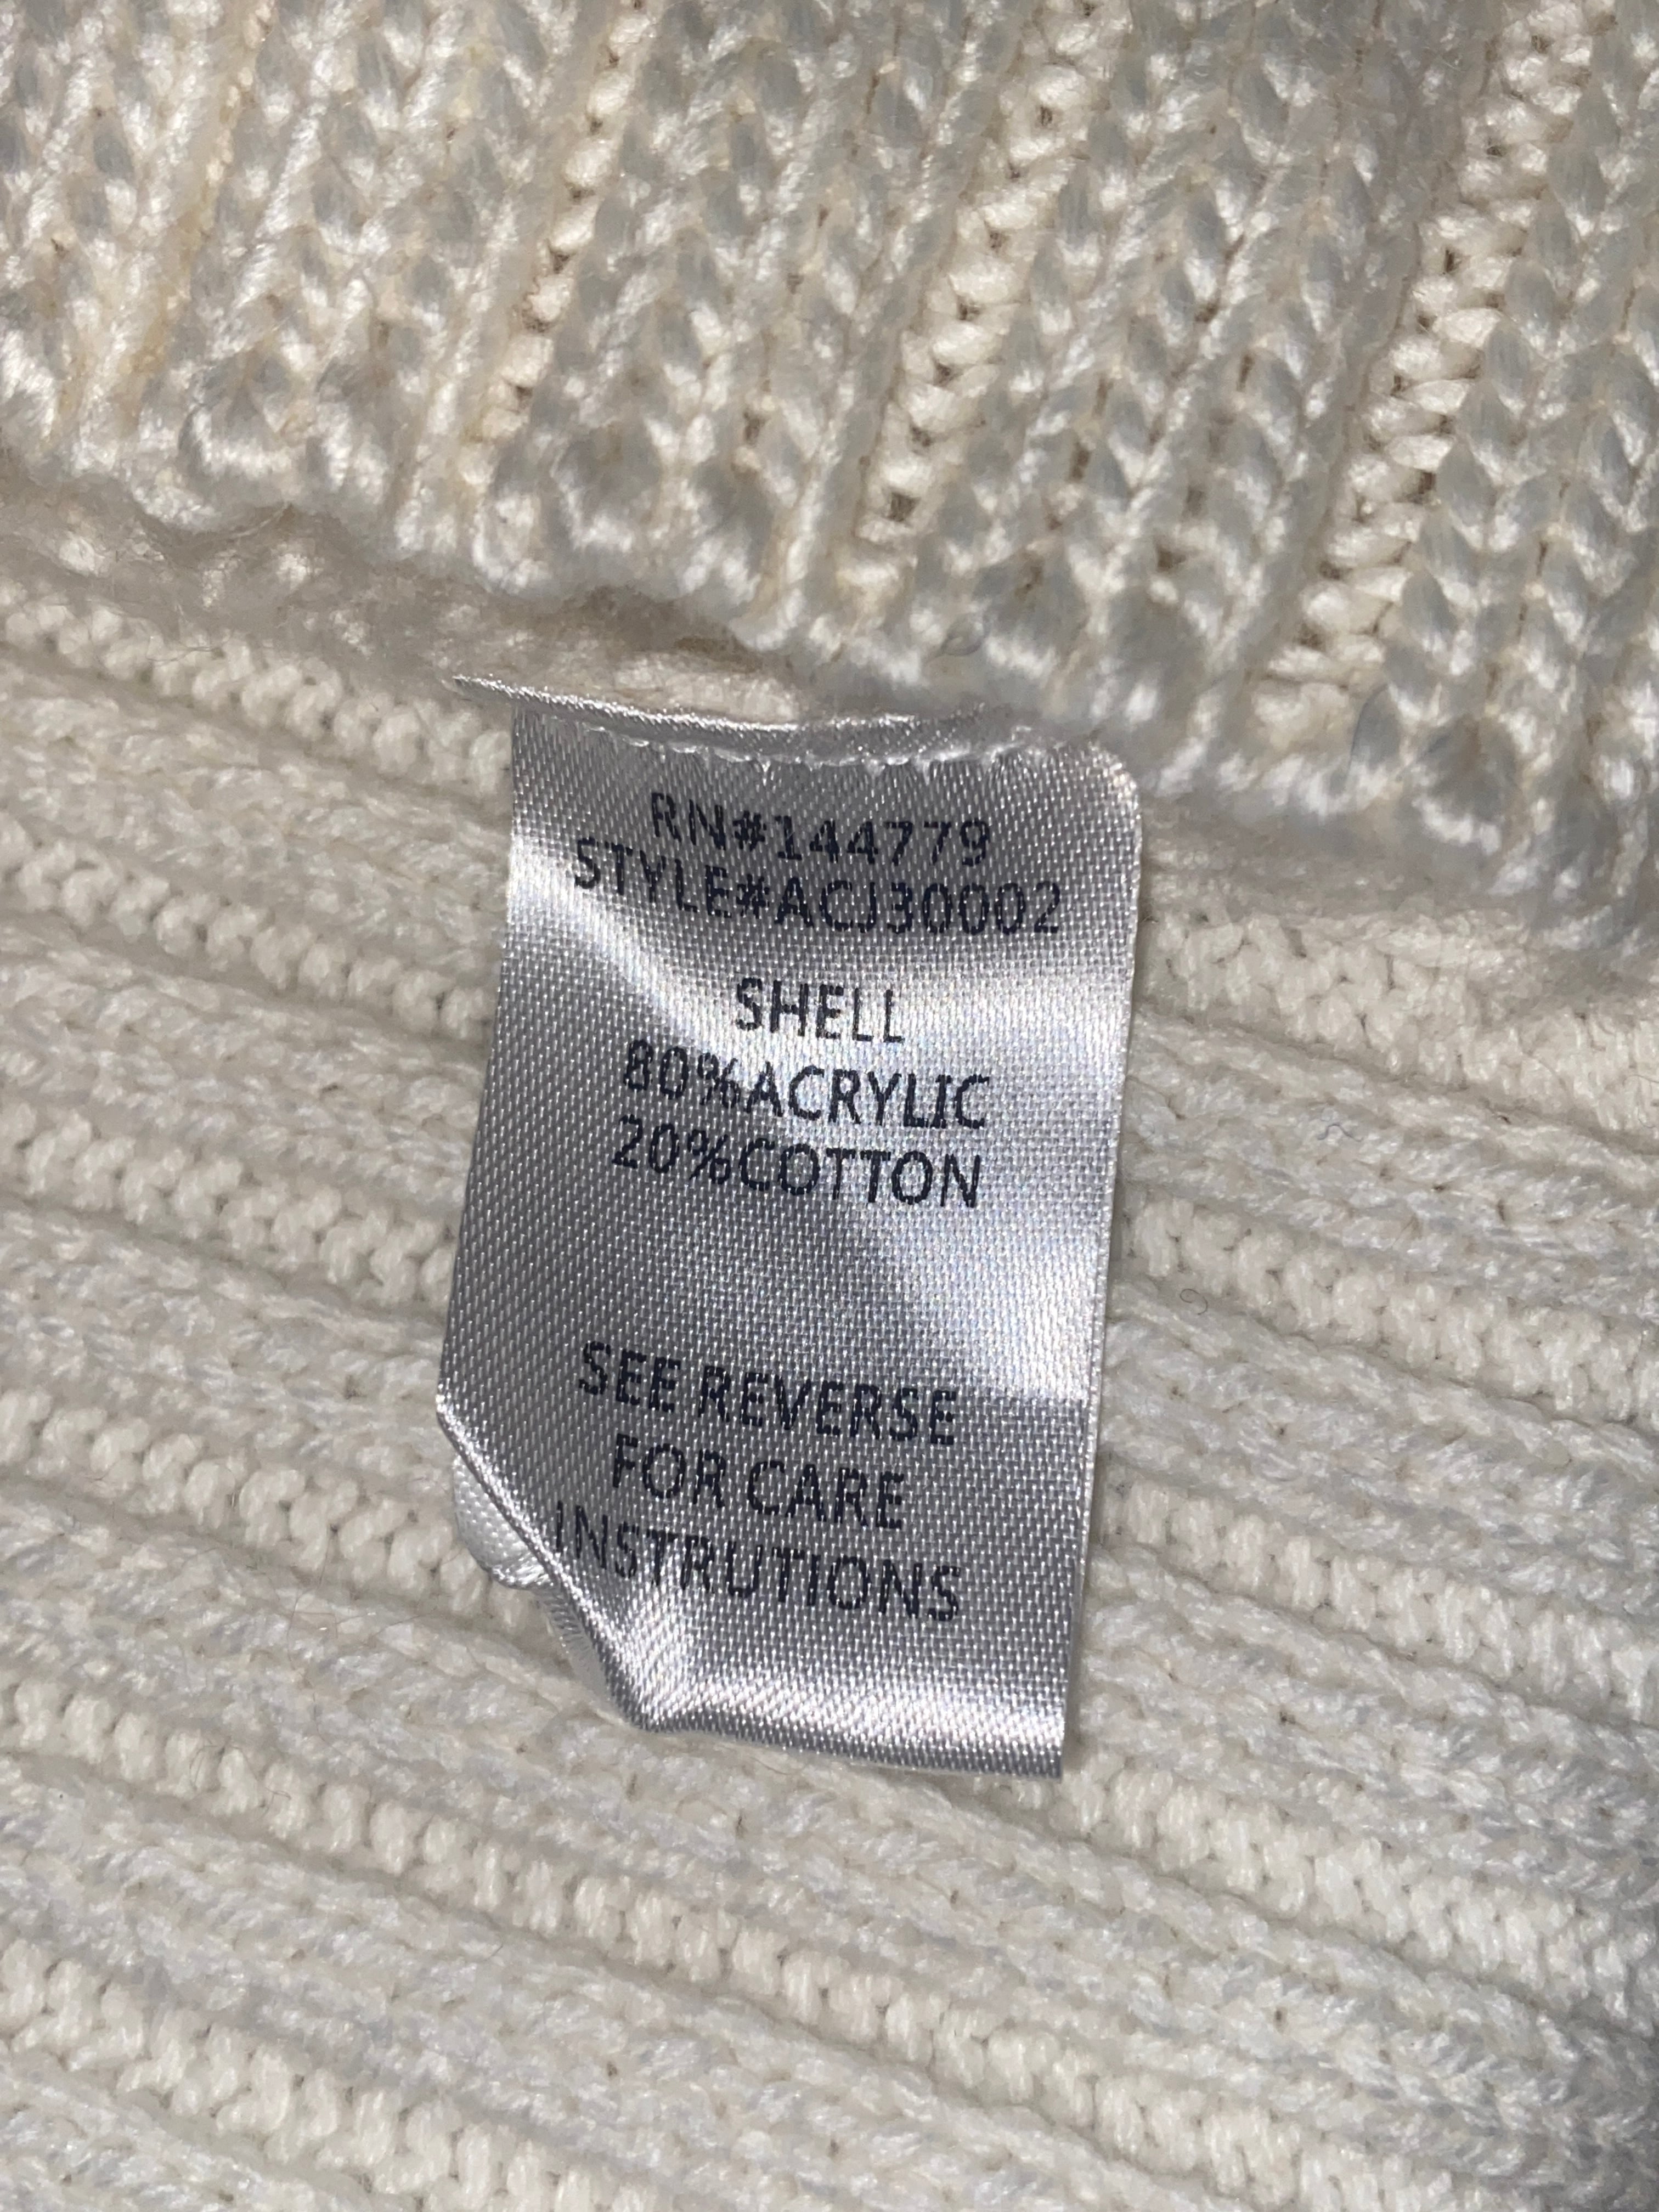 RN#144779
STYLE#ACJ30002
SHELL
80%ACRYLIC
20%COTTON
SEE REVERSE
FOR CARE
INSTRUTIONS